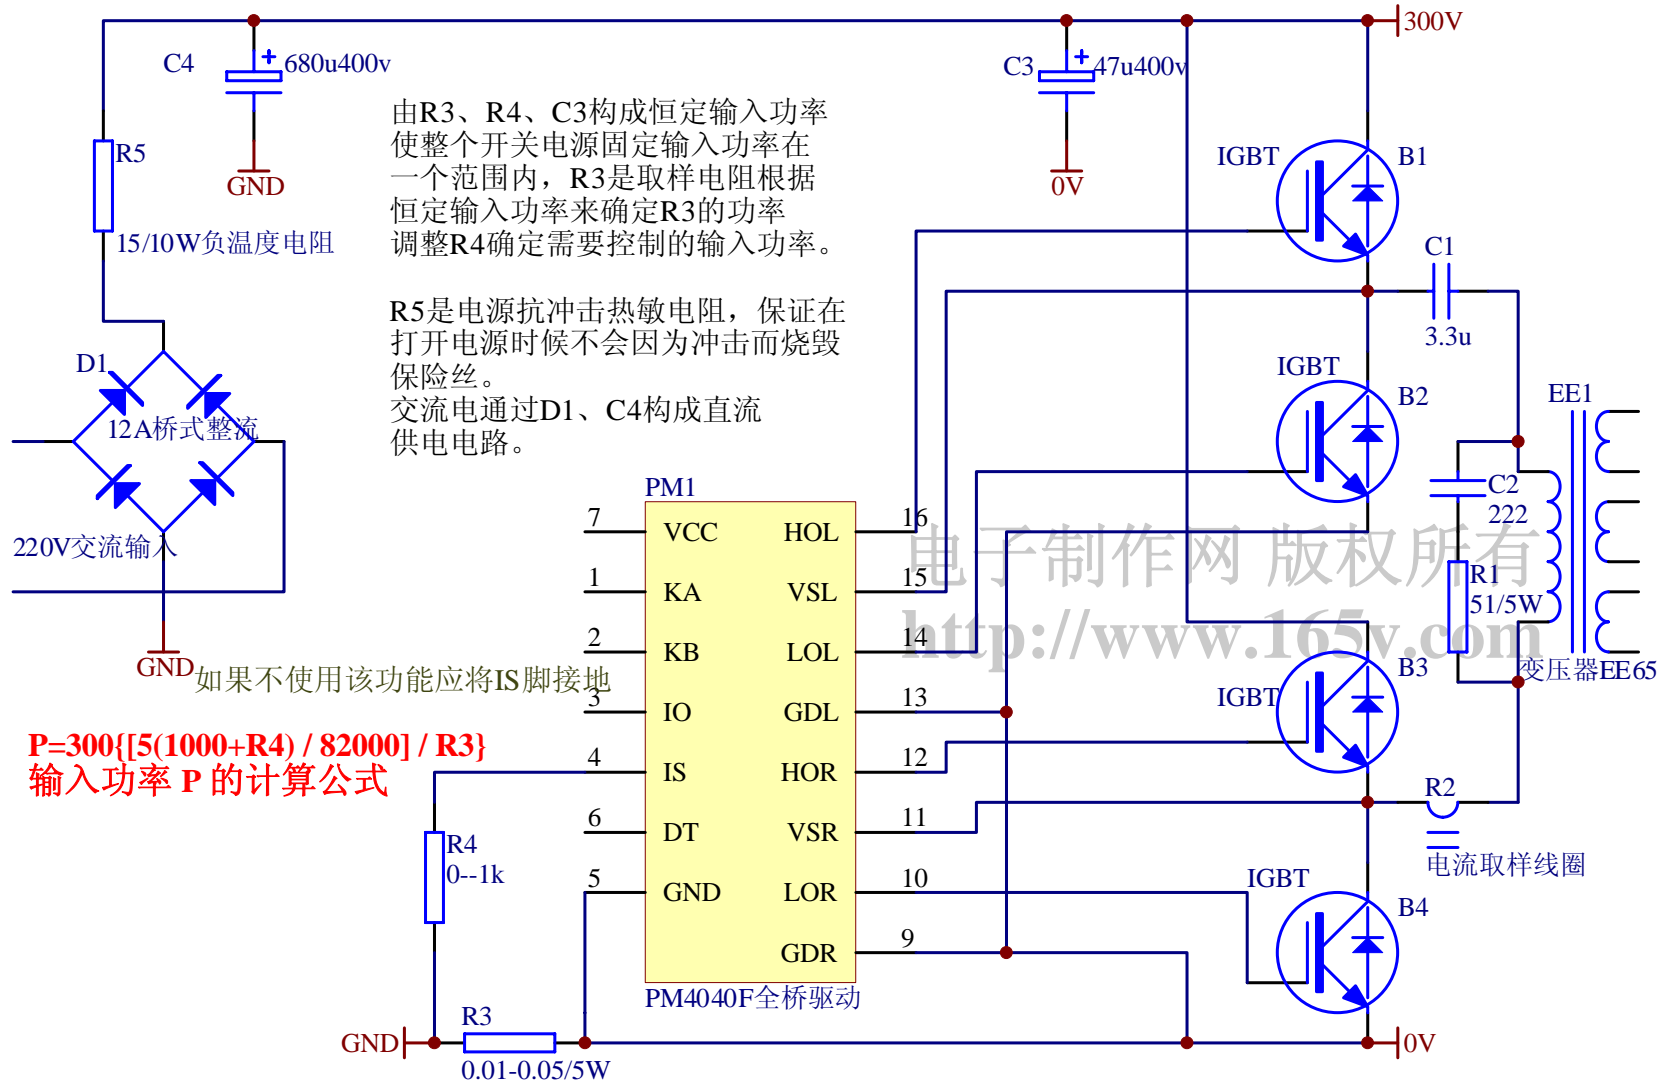 300V
C4
680u400v
C3
47u400v
GND
0V
由R3、R4、C3构成恒定输入功率
使整个开关电源固定输入功率在
一个范围内，R3是取样电阻根据
恒定输入功率来确定R3的功率
调整R4确定需要控制的输入功率。
R5是电源抗冲击热敏电阻，保证在
打开电源时候不会因为冲击而烧毁
保险丝。
交流电通过D1、C4构成直流
供电电路。
R5
15/10W负温度电阻
D1
12A桥式整流
220V交流输入
GND
如果不使用该功能应将IS脚接地
P=300{[5(1000+R4) / 82000] / R3}
输入功率 P 的计算公式
IGBT
B1
C1
3.3u
IGBT
B2
EE1
C2
222
R1
51/5W
变压器EE65
电子制作网 版权所有
http://www.165v.com
PM1
7 VCC HOL 16
1 KA VSL 15
2 KB LOL 14
3 IO GDL 13
4 IS HOR 12
6 DT VSR 11
5 GND LOR 10
GDR 9
PM4040F全桥驱动
IGBT
B3
R2
电流取样线圈
IGBT
B4
R4
0--1k
GND
R3
0.01-0.05/5W
0V